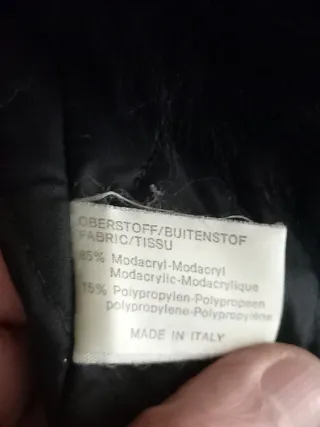 OBERSTOFF/BUITENSTOF
FABRIC/TISSU
85% Modacryl-Modacryl
Modacrylic-Modacrylique
15% Polypropylen-Polypropeen
polypropylene-Polypropylène
MADE IN ITALY